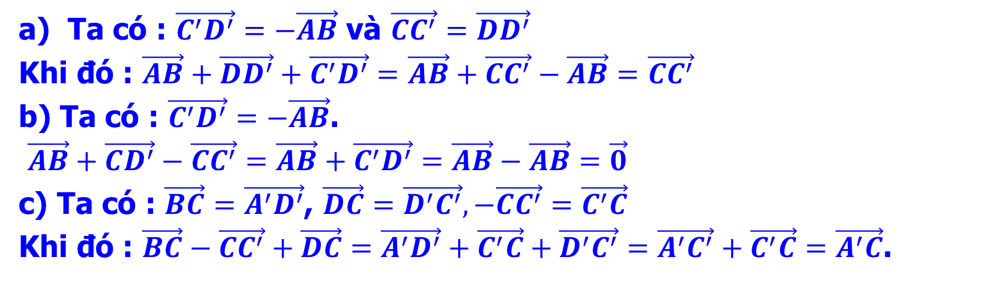 a) Ta có : $\overrightarrow{C'D'} = -\overrightarrow{AB}$ và $\overrightarrow{CC'} = \overrightarrow{DD'}$
Khi đó : $\overrightarrow{AB} + \overrightarrow{DD'} + \overrightarrow{C'D'} = \overrightarrow{AB} + \overrightarrow{CC'} - \overrightarrow{AB} = \overrightarrow{CC'}$
b) Ta có : $\overrightarrow{C'D'} = -\overrightarrow{AB}$.
$\overrightarrow{AB} + \overrightarrow{CD'} - \overrightarrow{CC'} = \overrightarrow{AB} + \overrightarrow{C'D'} = \overrightarrow{AB} - \overrightarrow{AB} = \overrightarrow{0}$
c) Ta có : $\overrightarrow{BC} = \overrightarrow{A'D'}$, $\overrightarrow{DC} = \overrightarrow{D'C'}, -\overrightarrow{CC'} = \overrightarrow{C'C}$
Khi đó : $\overrightarrow{BC} - \overrightarrow{CC'} + \overrightarrow{DC} = \overrightarrow{A'D'} + \overrightarrow{C'C} + \overrightarrow{D'C'} = \overrightarrow{A'C'} + \overrightarrow{C'C} = \overrightarrow{A'C}$.